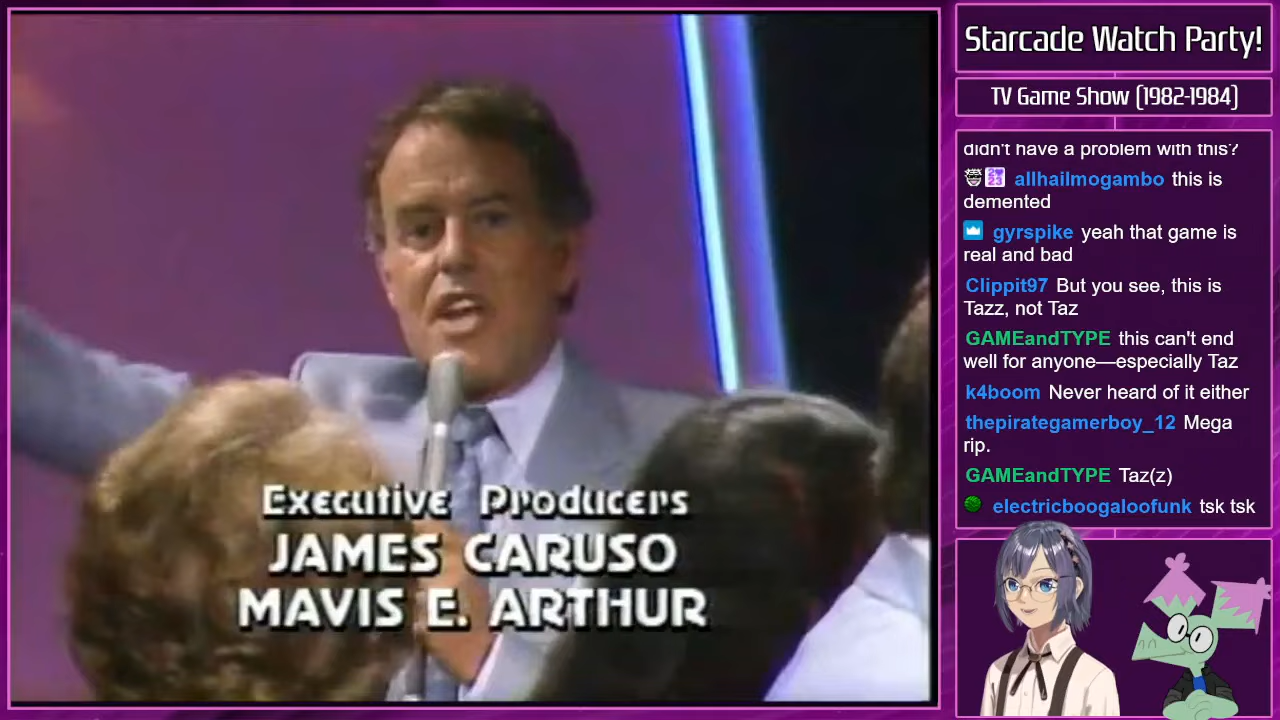 Executive Producers
JAMES CARUSO
MAVIS E. ARTHUR
Starcade Watch Party!
TV Game Show (1982-1984)
didn't have a problem with this?
allhailmogambo this is
demented
gyrspike yeah that game is
real and bad
Clippit97 But you see, this is
Tazz, not Taz
GAMEandTYPE this can't end
well for anyone—especially Taz
k4boom Never heard of it either
thepirategamerboy_12 Mega
rip.
GAMEandTYPE Taz(z)
electricboogaloofunk tsk tsk